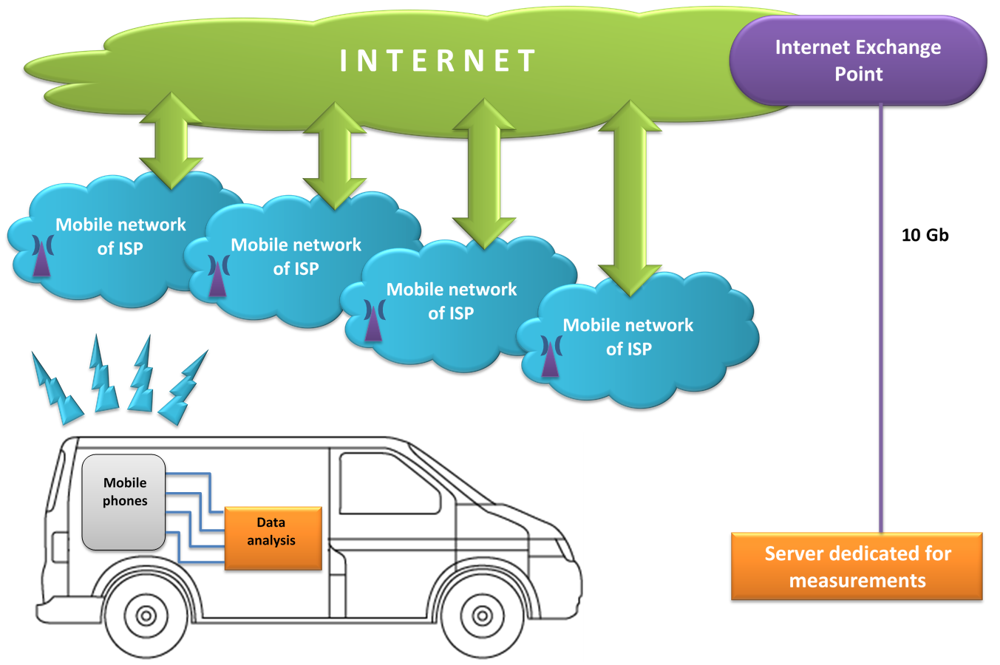 INTERNET
Internet Exchange
Point
Mobile network
of ISP
Mobile network
of ISP
Mobile network
of ISP
Mobile network
of ISP
10 Gb
Mobile
phones
Data
analysis
Server dedicated for
measurements